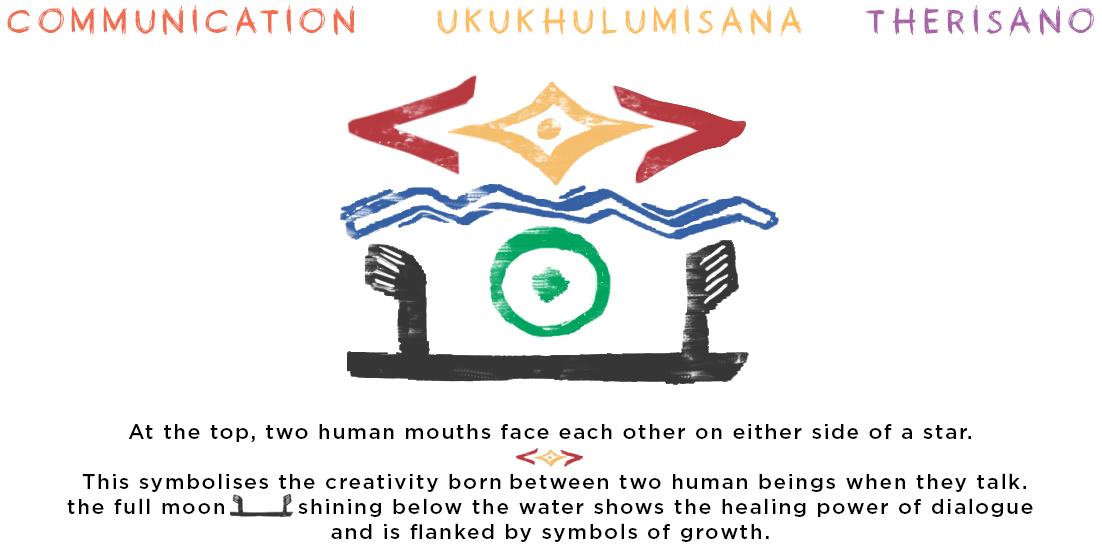 COMMUNICATION UKUKHULUMISANA THERISANO
At the top, two human mouths face each other on either side of a star.
This symbolises the creativity born between two human beings when they talk.
the full moon shining below the water shows the healing power of dialogue
and is flanked by symbols of growth.